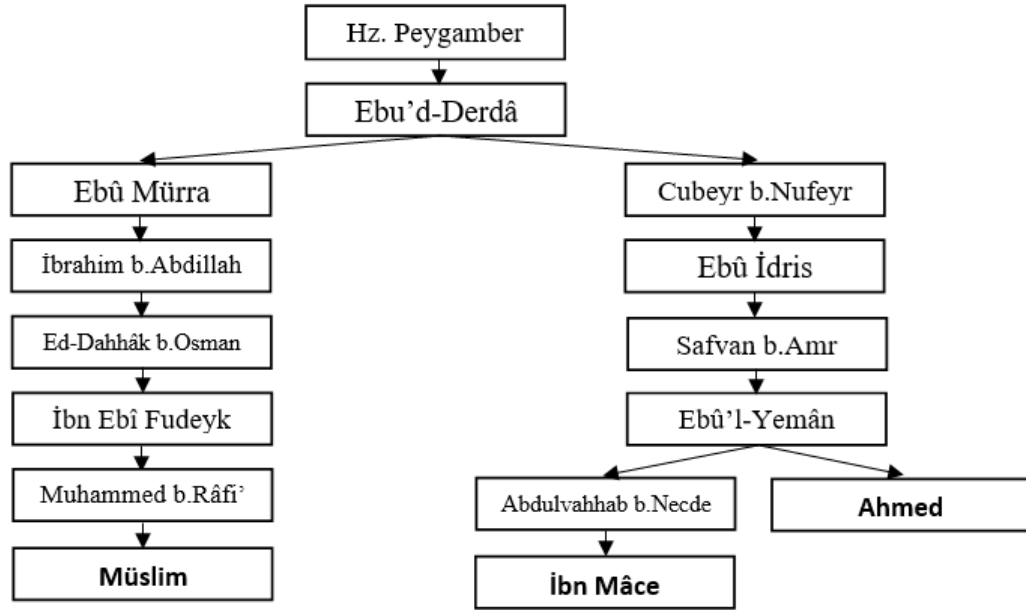 Hz. Peygamber
Ebu’d-Derdâ
Ebû Mürra
Cubeyr b.Nufeyr
İbrahim b.Abdillah
Ebû İdris
Ed-Dahhâk b.Osman
Safvan b.Amr
İbn Ebî Fudeyk
Ebû’l-Yemân
Muhammed b.Râfi’
Abdulvahhab b.Necde
Ahmed
Müslim
İbn Mâce